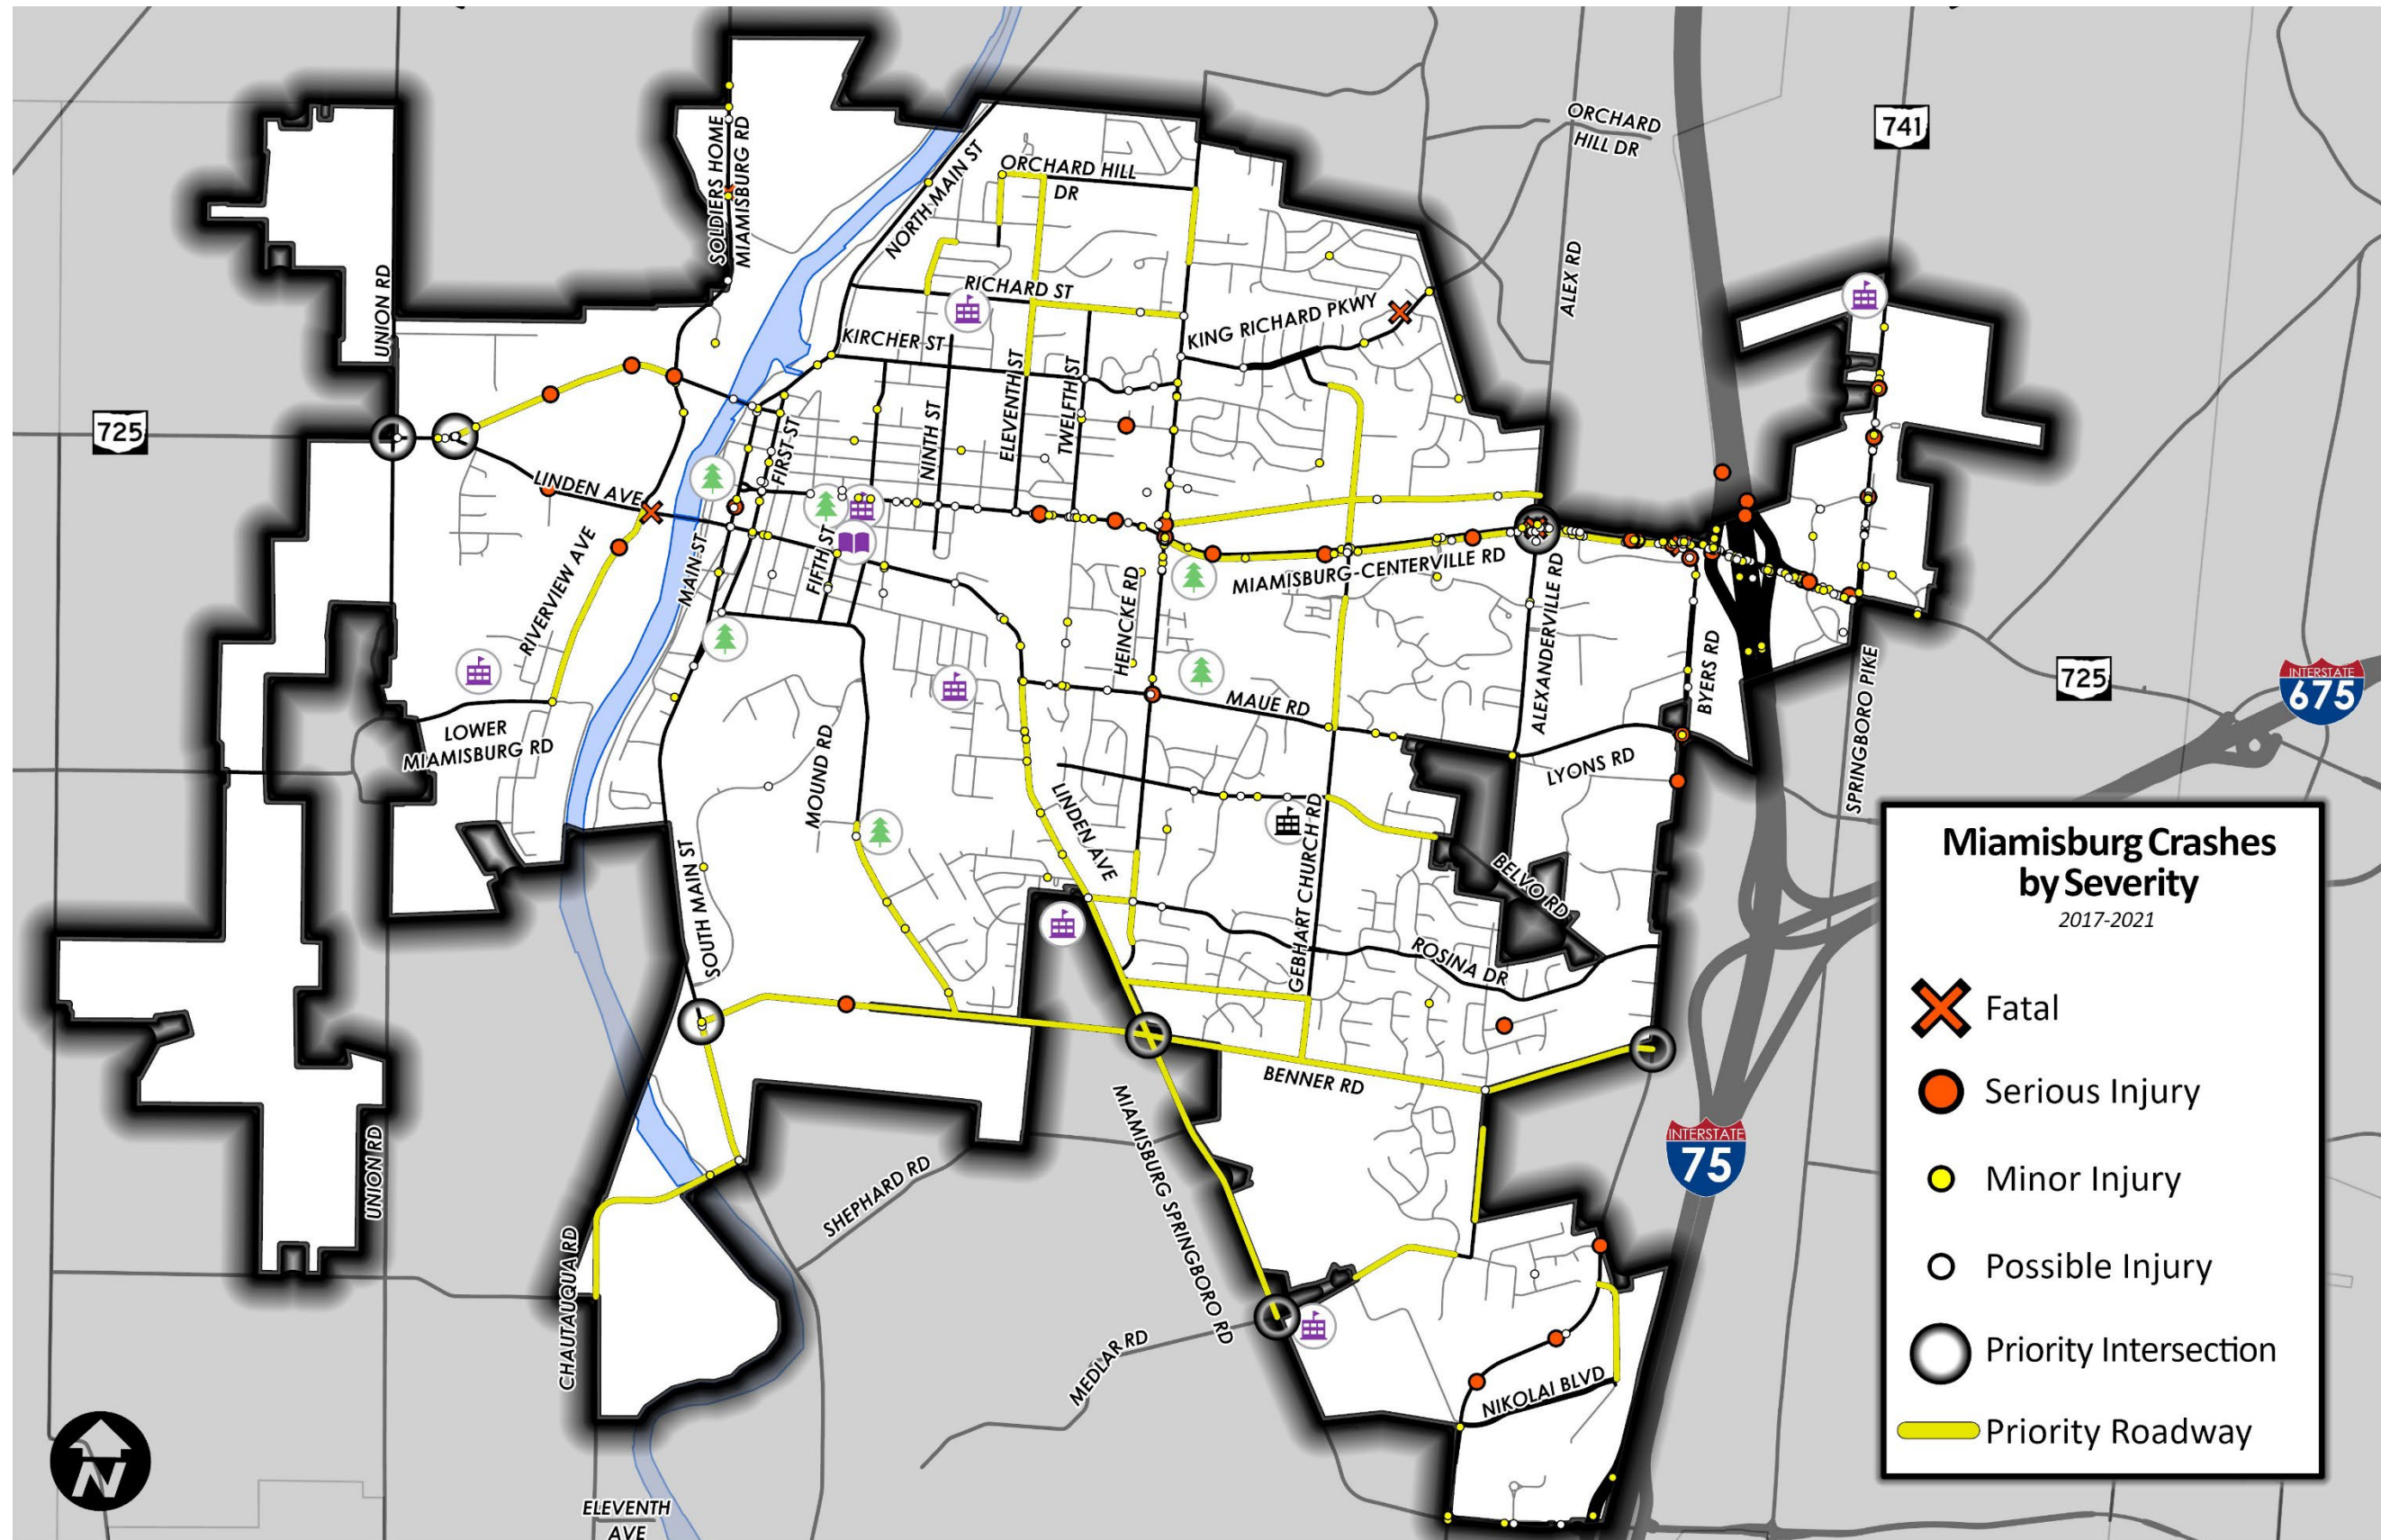 ORCHARD
HILL DR
741
SOLDIERS HOME
MIAMISBURG RD
NORTH MAIN ST
ORCHARD HILL
DR
ALEX RD
UNION RD
RICHARD ST
KING RICHARD PKWY
KIRCHER ST
ELEVENTH ST
TWELFTH ST
NINTH ST
FIRST ST
725
LINDEN AVE
RIVERVIEW AVE
MAIN ST
FIFTH ST
HEINCKE RD
MIAMISBURG-CENTERVILLE RD
ALEXANDERVILLE RD
BYERS RD
SPRINGBORO PIKE
725
INTERSTATE
675
MAUE RD
LOWER
MIAMISBURG RD
MOUND RD
LYONS RD
LINDEN AVE
GEBHART CHURCH RD
BELVO RD
SOUTH MAIN ST
ROSINA DR
BENNER RD
INTERSTATE
75
UNION RD
SHEPHARD RD
MIAMISBURG SPRINGBORO RD
CHAUTAUQUA RD
MEDLAR RD
NIKOLAI BLVD
ELEVENTH
AVE
N
Miamisburg Crashes
by Severity
2017-2021
Fatal
Serious Injury
Minor Injury
Possible Injury
Priority Intersection
Priority Roadway